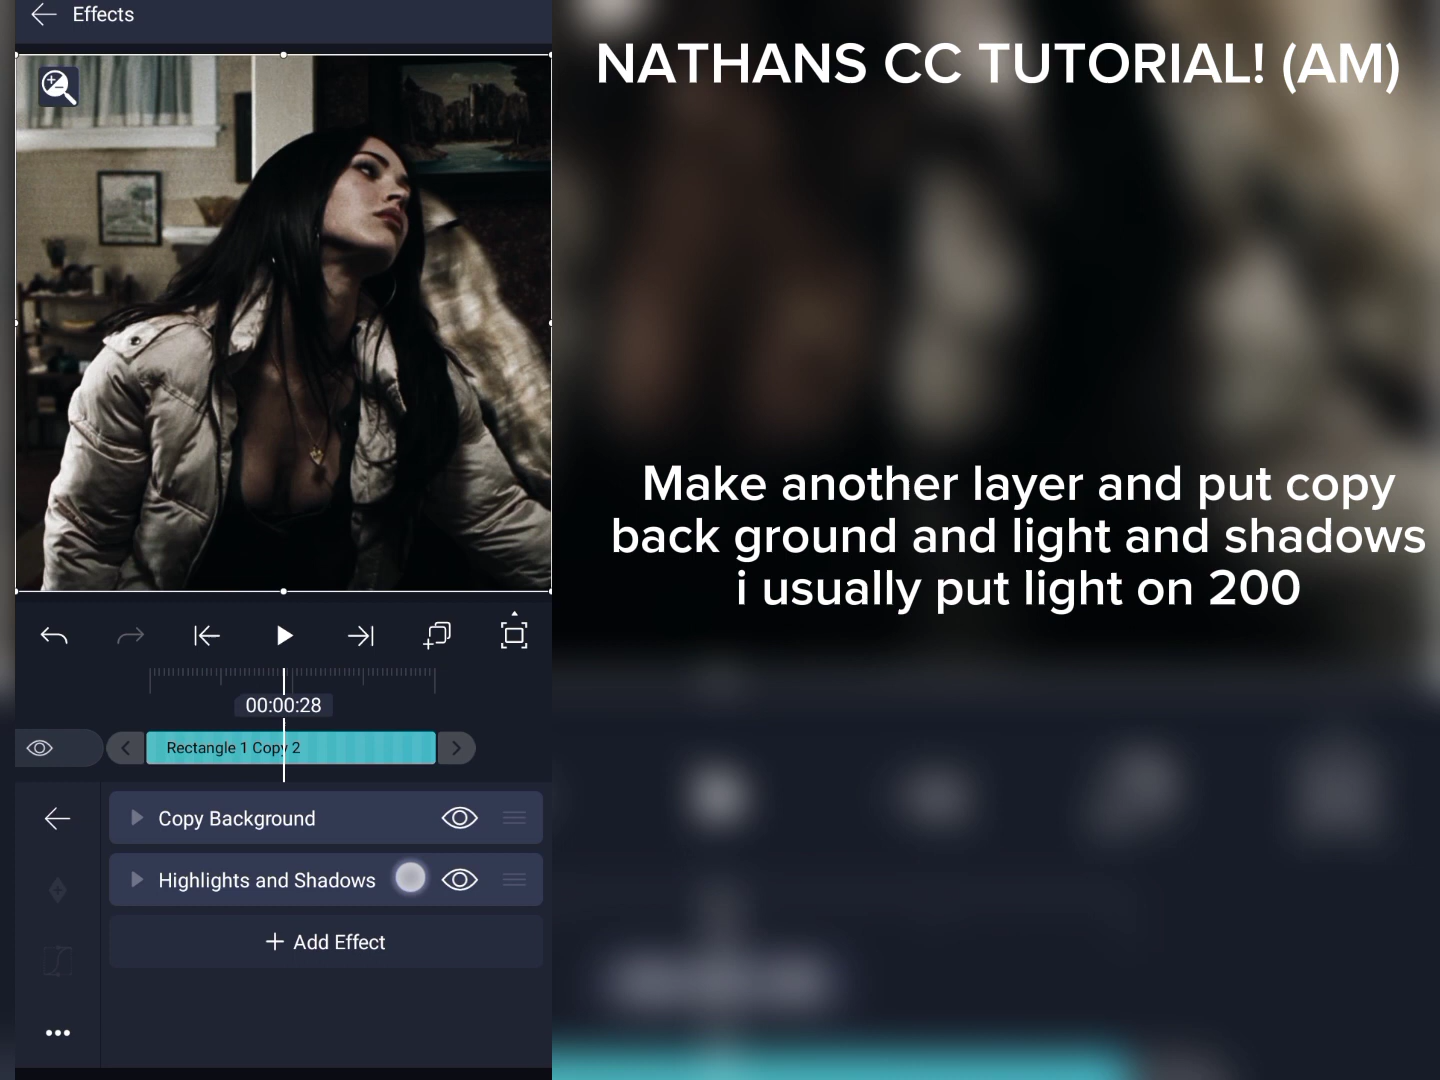 Effects
NATHANS CC TUTORIAL! (AM)
Make another layer and put copy
back ground and light and shadows
i usually put light on 200
00:00:28
Rectangle 1 Copy 2
Copy Background
Highlights and Shadows
+ Add Effect